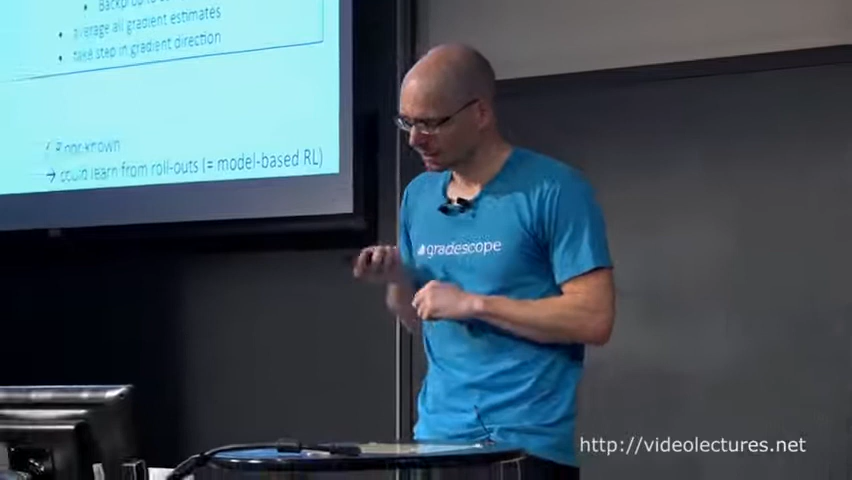 • average all gradient estimates
• take step in gradient direction
R not known
→ could learn from roll-outs (= model-based RL)
gradescope
http://videolectures.net